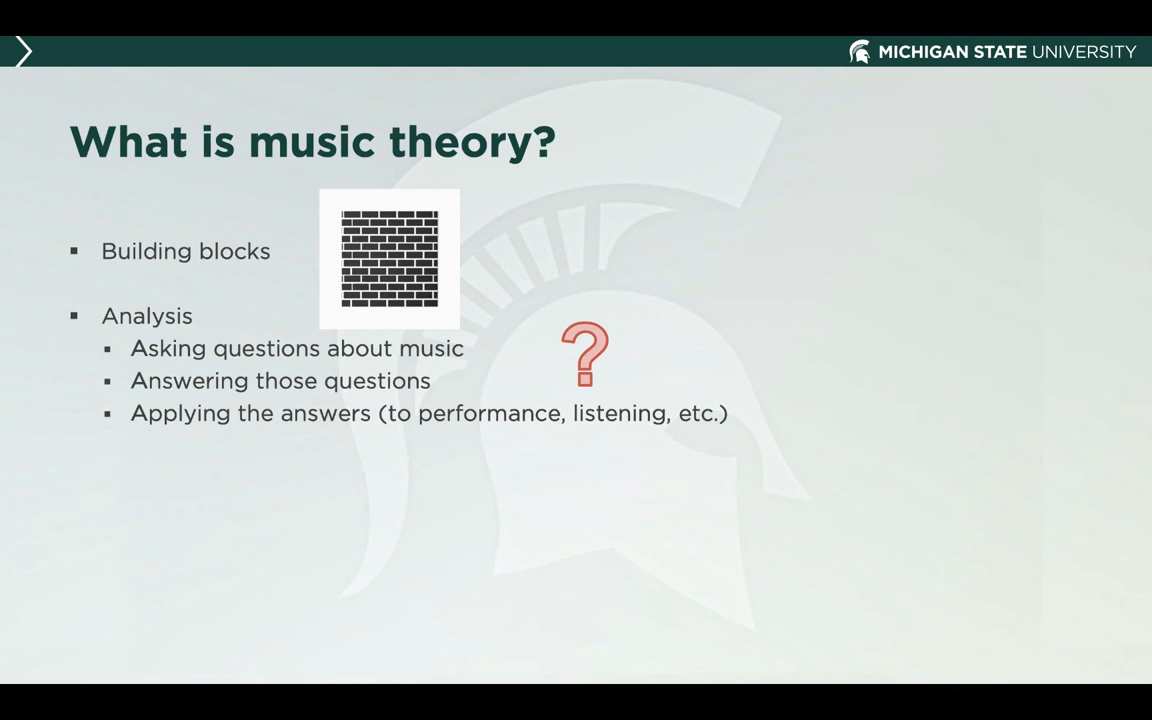 MICHIGAN STATE UNIVERSITY
What is music theory?
Building blocks
Analysis
Asking questions about music
Answering those questions
Applying the answers (to performance, listening, etc.)
?